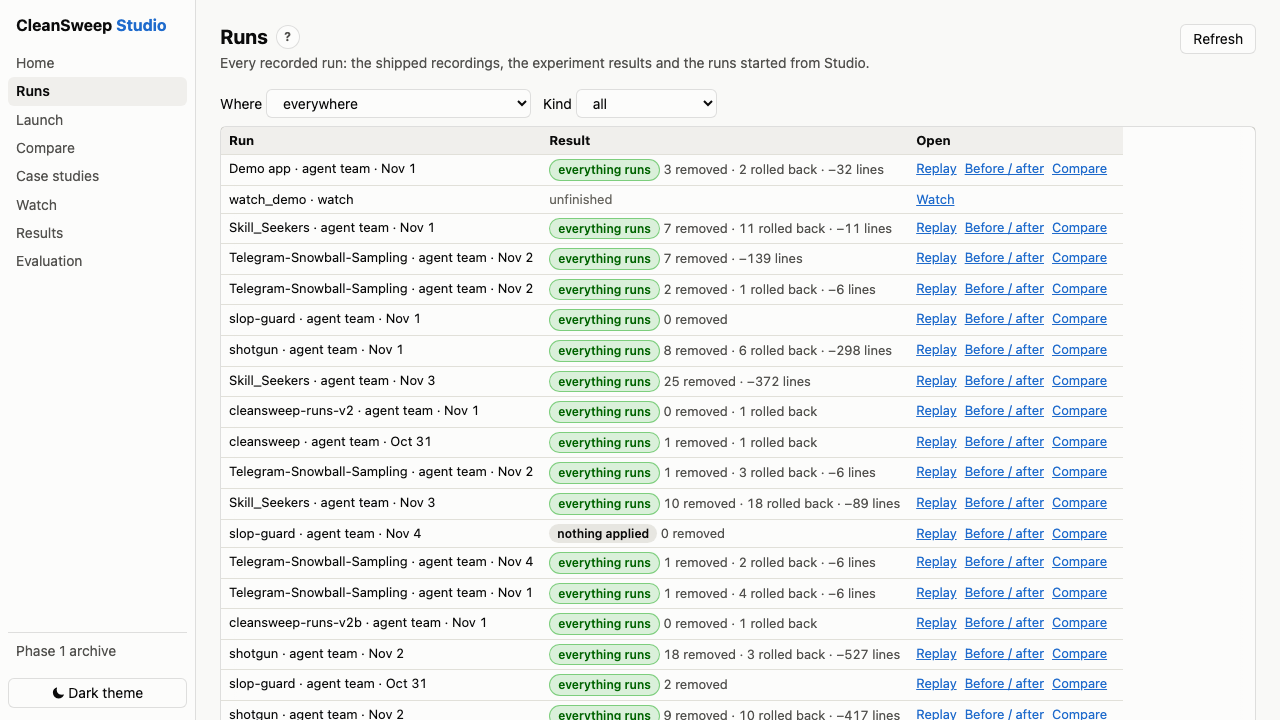 CleanSweep Studio
Home
Runs
Launch
Compare
Case studies
Watch
Results
Evaluation
Phase 1 archive
Dark theme
Runs ?
Refresh
Every recorded run: the shipped recordings, the experiment results and the runs started from Studio.
Where everywhere Kind all
Run Result Open
Demo app · agent team · Nov 1 everything runs 3 removed · 2 rolled back · −32 lines Replay Before / after Compare
watch_demo · watch unfinished Watch
Skill_Seekers · agent team · Nov 1 everything runs 7 removed · 11 rolled back · −11 lines Replay Before / after Compare
Telegram-Snowball-Sampling · agent team · Nov 2 everything runs 7 removed · −139 lines Replay Before / after Compare
Telegram-Snowball-Sampling · agent team · Nov 2 everything runs 2 removed · 1 rolled back · −6 lines Replay Before / after Compare
slop-guard · agent team · Nov 1 everything runs 0 removed Replay Before / after Compare
shotgun · agent team · Nov 1 everything runs 8 removed · 6 rolled back · −298 lines Replay Before / after Compare
Skill_Seekers · agent team · Nov 3 everything runs 25 removed · −372 lines Replay Before / after Compare
cleansweep-runs-v2 · agent team · Nov 1 everything runs 0 removed · 1 rolled back Replay Before / after Compare
cleansweep · agent team · Oct 31 everything runs 1 removed · 1 rolled back Replay Before / after Compare
Telegram-Snowball-Sampling · agent team · Nov 2 everything runs 1 removed · 3 rolled back · −6 lines Replay Before / after Compare
Skill_Seekers · agent team · Nov 3 everything runs 10 removed · 18 rolled back · −89 lines Replay Before / after Compare
slop-guard · agent team · Nov 4 nothing applied 0 removed Replay Before / after Compare
Telegram-Snowball-Sampling · agent team · Nov 4 everything runs 1 removed · 2 rolled back · −6 lines Replay Before / after Compare
Telegram-Snowball-Sampling · agent team · Nov 1 everything runs 1 removed · 4 rolled back · −6 lines Replay Before / after Compare
cleansweep-runs-v2b · agent team · Nov 1 everything runs 0 removed · 1 rolled back Replay Before / after Compare
shotgun · agent team · Nov 2 everything runs 18 removed · 3 rolled back · −527 lines Replay Before / after Compare
slop-guard · agent team · Oct 31 everything runs 2 removed Replay Before / after Compare
shotgun · agent team · Nov 2 everything runs 9 removed · 10 rolled back · −417 lines Replay Before / after Compare